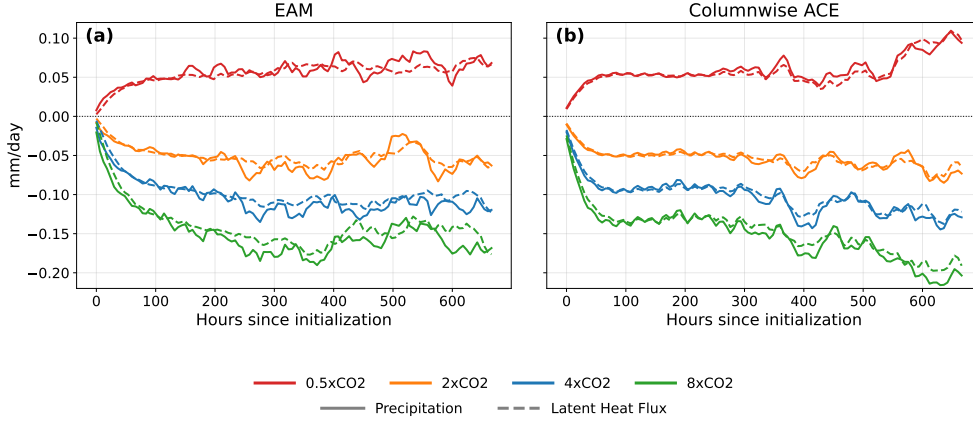 EAM
Columnwise ACE
(a)
(b)
mm/day
0.10
0.05
0.00
−0.05
−0.10
−0.15
−0.20
0 100 200 300 400 500 600
0 100 200 300 400 500 600
Hours since initialization
Hours since initialization
0.5xCO2 2xCO2 4xCO2 8xCO2
Precipitation Latent Heat Flux